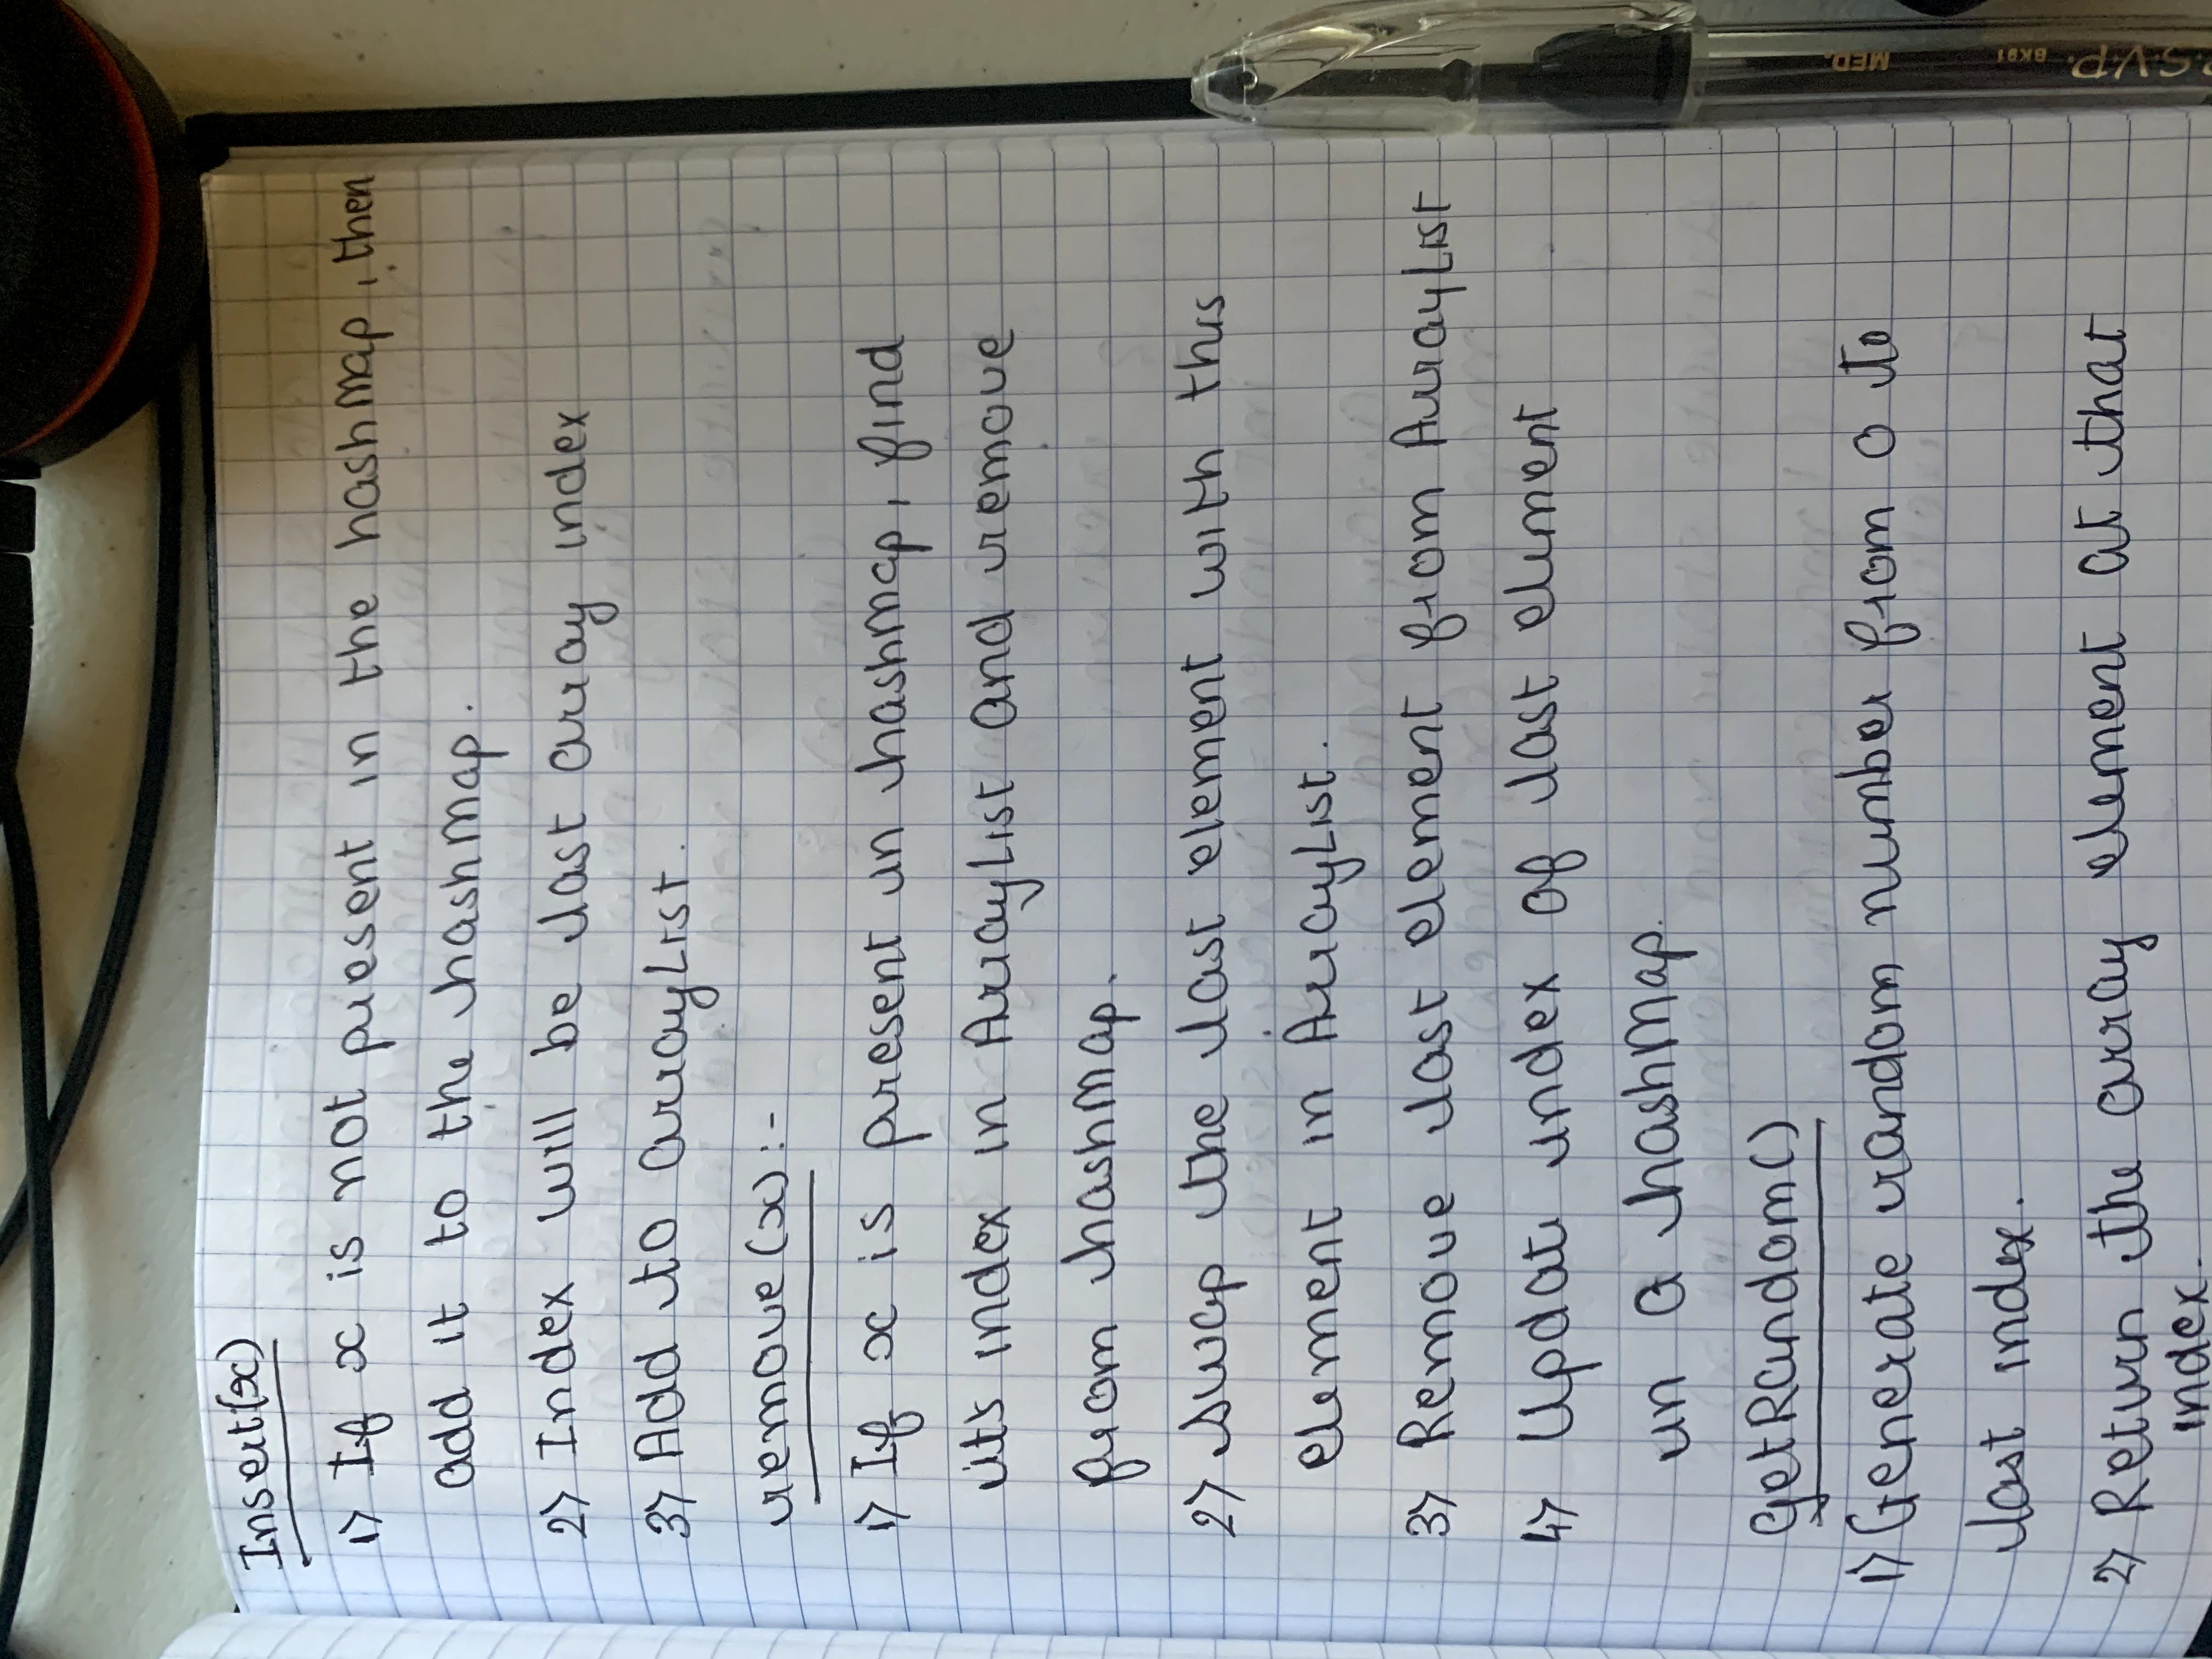 Insert(x)
1) If x is not present in the hashmap, then
add it to the hashmap.
2) Index will be last array index
3) Add to arrayList.
remove(x):-
1) If x is present in hashmap, find
it's index in ArrayList and remove
from hashmap.
2) Swap the last element with this
element in ArrayList.
3) Remove last element from ArrayList
4) Update index of last element
in a hashmap.
getRandom()
1) Generate random number from 0 to
last index.
2) Return the array element at that
index.
MED.
BK91
R.S.V.P.